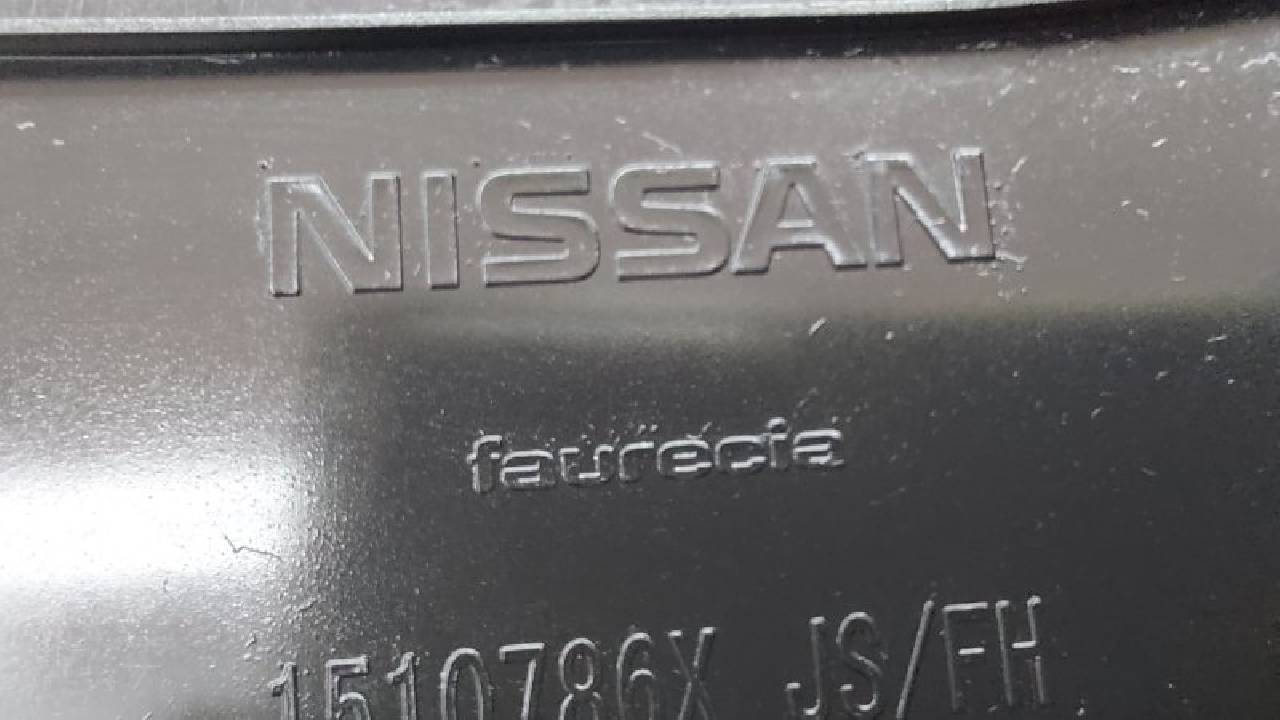 NISSAN
faurecia
1510786X JS/FH